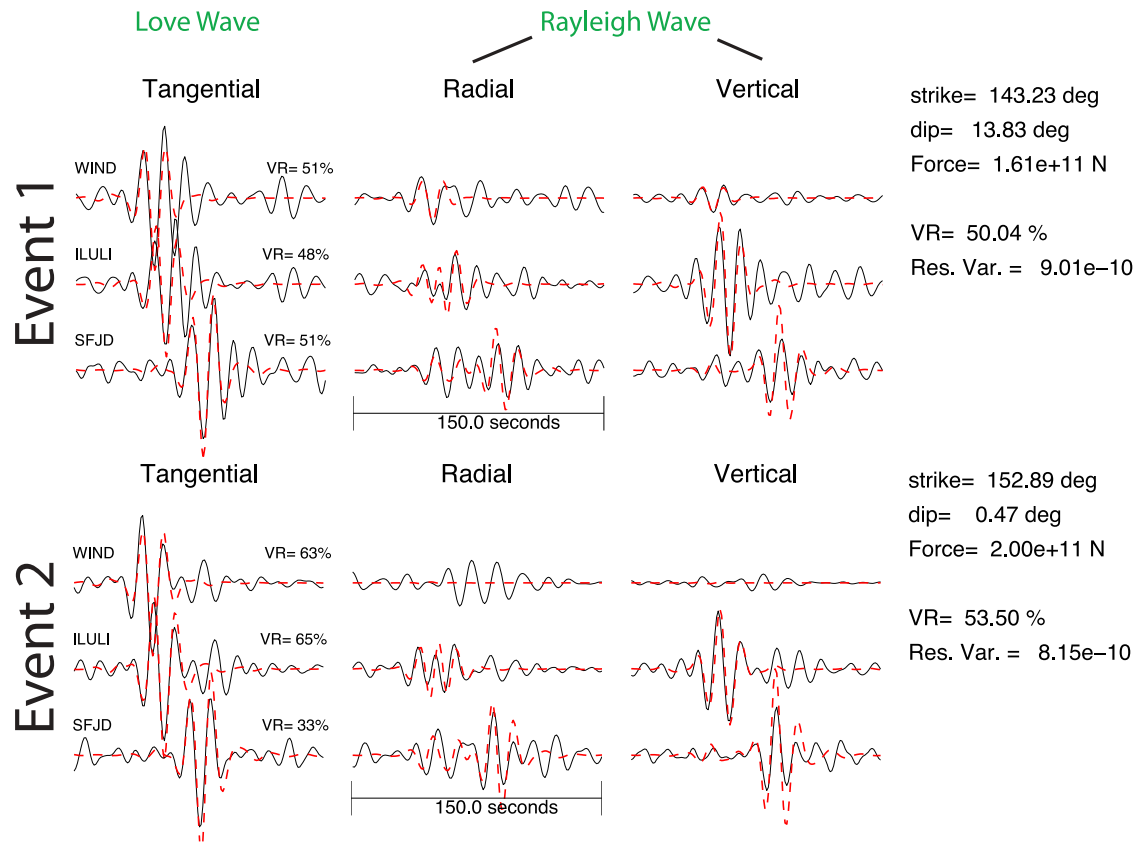 Love Wave
Rayleigh Wave
Event 1
Tangential
Radial
Vertical
WIND
VR= 51%
ILULI
VR= 48%
SFJD
VR= 51%
150.0 seconds
strike= 143.23 deg
dip= 13.83 deg
Force= 1.61e+11 N
VR= 50.04 %
Res. Var. = 9.01e−10
Event 2
Tangential
Radial
Vertical
WIND
VR= 63%
ILULI
VR= 65%
SFJD
VR= 33%
150.0 seconds
strike= 152.89 deg
dip= 0.47 deg
Force= 2.00e+11 N
VR= 53.50 %
Res. Var. = 8.15e−10